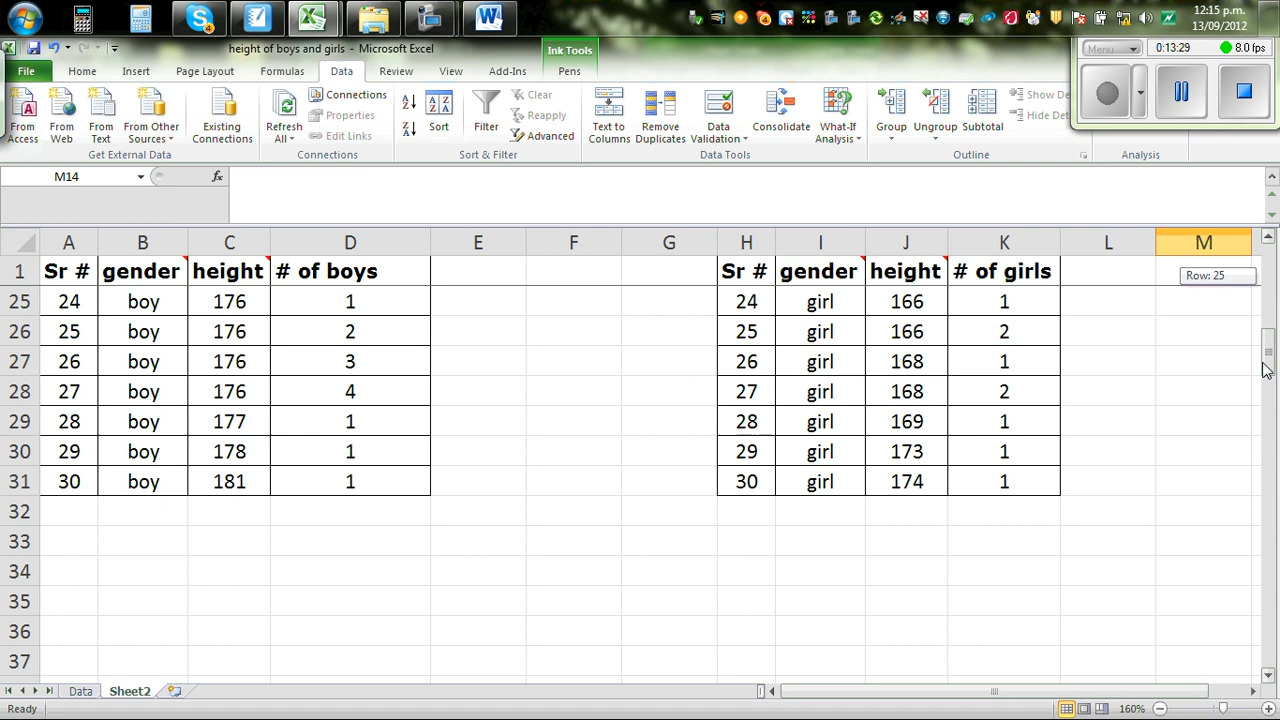 12:15 p.m.
13/09/2012
height of boys and girls - Microsoft Excel
Ink Tools
Menu
0:13:29
8.0 fps
File Home Insert Page Layout Formulas Data Review View Add-Ins Pens
From Access
From Web
From Text
From Other Sources
Existing Connections
Get External Data
Refresh All
Connections
Properties
Edit Links
Connections
Sort
Filter
Clear
Reapply
Advanced
Sort & Filter
Text to Columns
Remove Duplicates
Data Validation
Consolidate
What-If Analysis
Data Tools
Group
Ungroup
Subtotal
Show De
Hide Det
Outline
Analysis
M14
fx
A B C D E F G H I J K L M
1 Sr # gender height # of boys Sr # gender height # of girls
Row: 25
25 24 boy 176 1 24 girl 166 1
26 25 boy 176 2 25 girl 166 2
27 26 boy 176 3 26 girl 168 1
28 27 boy 176 4 27 girl 168 2
29 28 boy 177 1 28 girl 169 1
30 29 boy 178 1 29 girl 173 1
31 30 boy 181 1 30 girl 174 1
32
33
34
35
36
37
Data Sheet2
Ready
160%